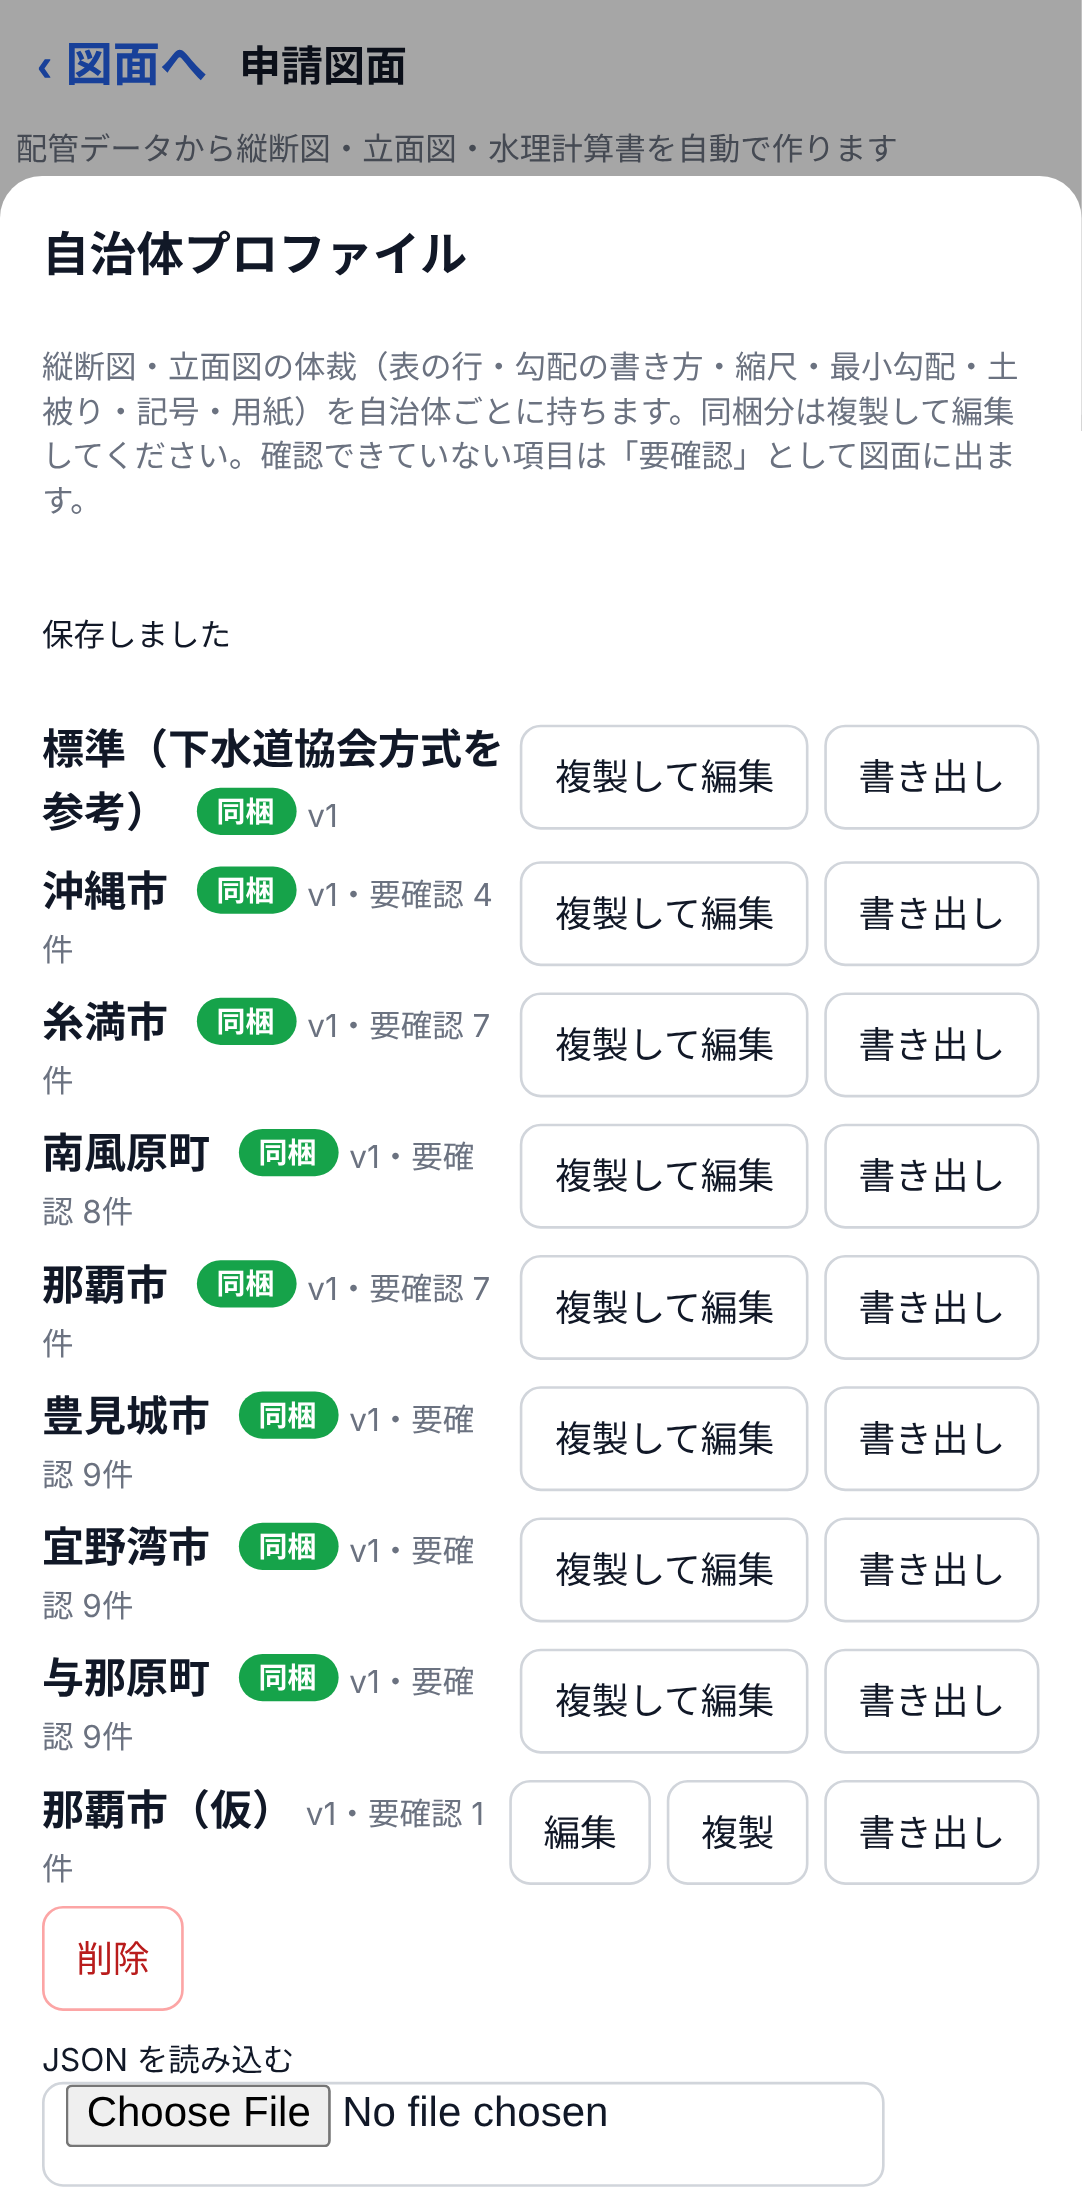 ‹ 図面へ 申請図面
配管データから縦断図・立面図・水理計算書を自動で作ります
自治体プロファイル
縦断図・立面図の体裁（表の行・勾配の書き方・縮尺・最小勾配・土
被り・記号・用紙）を自治体ごとに持ちます。同梱分は複製して編集
してください。確認できていない項目は「要確認」として図面に出ま
す。
保存しました
標準（下水道協会方式を
参考） 同梱 v1
複製して編集 書き出し
沖縄市 同梱 v1・要確認 4
件
複製して編集 書き出し
糸満市 同梱 v1・要確認 7
件
複製して編集 書き出し
南風原町 同梱 v1・要確
認 8件
複製して編集 書き出し
那覇市 同梱 v1・要確認 7
件
複製して編集 書き出し
豊見城市 同梱 v1・要確
認 9件
複製して編集 書き出し
宜野湾市 同梱 v1・要確
認 9件
複製して編集 書き出し
与那原町 同梱 v1・要確
認 9件
複製して編集 書き出し
那覇市（仮） v1・要確認 1
件
編集 複製 書き出し
削除
JSON を読み込む
Choose File No file chosen